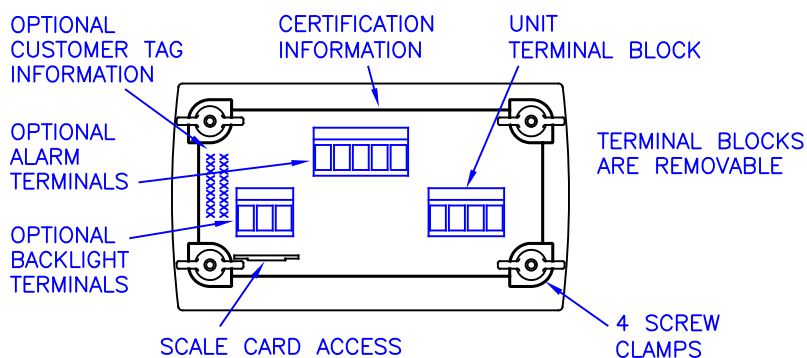 OPTIONAL
CUSTOMER TAG
INFORMATION
CERTIFICATION
INFORMATION
UNIT
TERMINAL BLOCK
OPTIONAL
ALARM
TERMINALS
TERMINAL BLOCKS
ARE REMOVABLE
OPTIONAL
BACKLIGHT
TERMINALS
SCALE CARD ACCESS
4 SCREW
CLAMPS